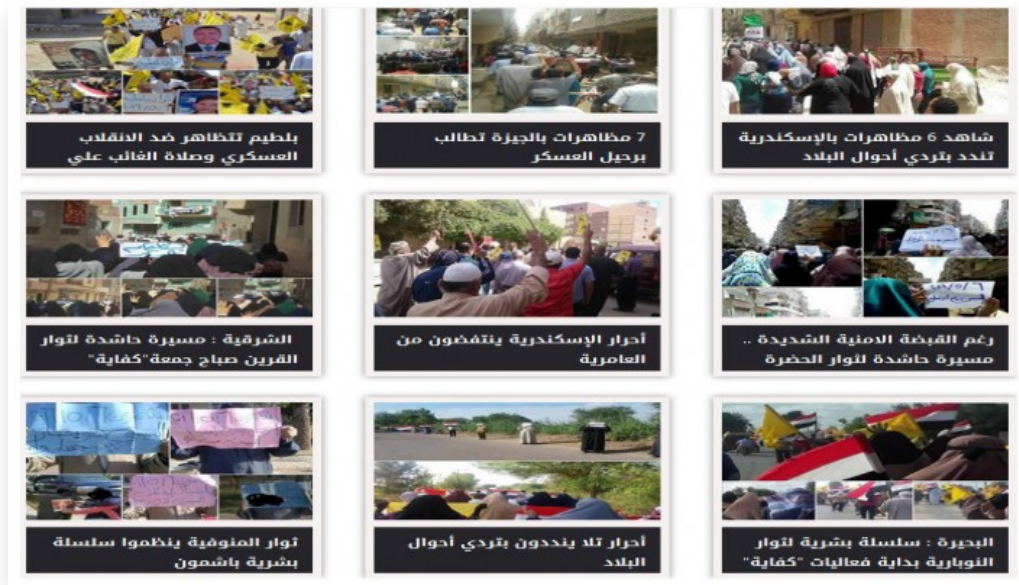 شاهد 6 مظاهرات بالإسكندرية
تندد بتردي أحوال البلاد
7 مظاهرات بالجيزة تطالب
برحيل العسكر
بلطيم تتظاهر ضد الانقلاب
العسكري وصلاة الغائب علي
رغم القبضة الامنية الشديدة ..
مسيرة حاشدة لثوار الحضرة
أحرار الإسكندرية ينتفضون من
العامرية
الشرقية : مسيرة حاشدة لثوار
القرين صباح جمعة"كفاية"
البحيرة : سلسلة بشرية لثوار
النوبارية بداية فعاليات "كفاية"
أحرار تلا ينددون بتردي أحوال
البلاد
ثوار المنوفية ينظموا سلسلة
بشرية باشمون